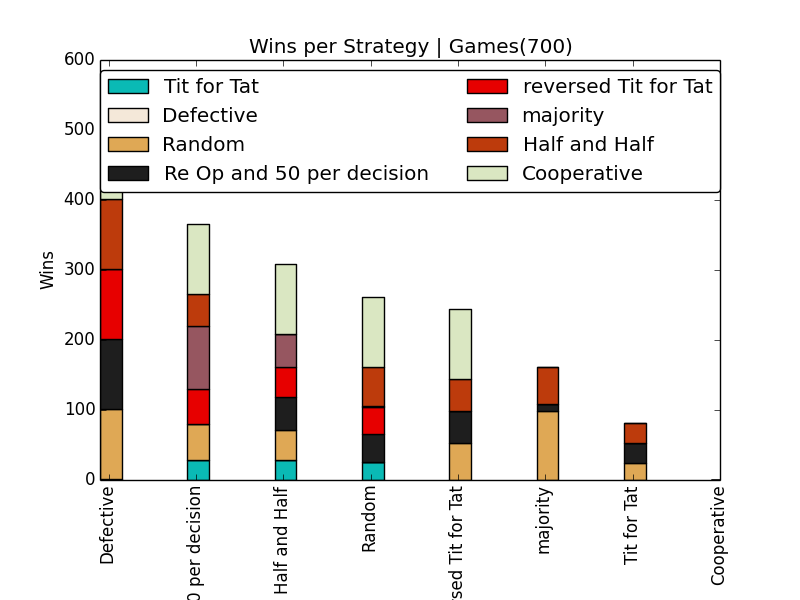 Wins per Strategy | Games(700)
600
500
400
300
200
100
0
Wins
Tit for Tat
Defective
Random
Re Op and 50 per decision
reversed Tit for Tat
majority
Half and Half
Cooperative
Defective
per decision
Half and Half
Random
Tit for Tat
majority
Tit for Tat
Cooperative